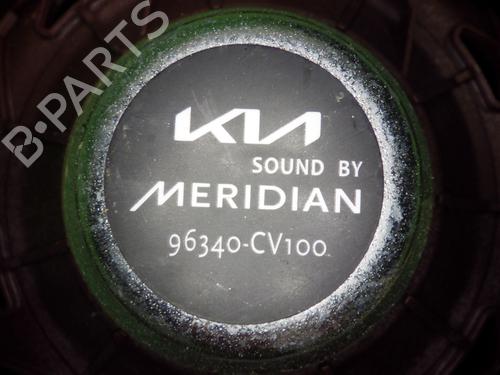 B-PARTS
KIA
SOUND BY
MERIDIAN
96340-CV100